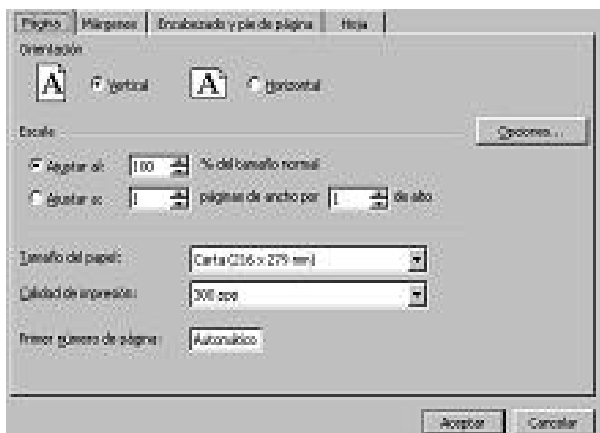 Página Márgenes Encabezado y pie de página Hoja
Orientación
A Vertical A Horizontal
Escala
Opciones...
Ajustar al: 100 % del tamaño normal
Ajustar a: 1 páginas de ancho por 1 de alto
Tamaño del papel: Carta (216 x 279 mm)
Calidad de impresión: 300 ppp
Primer número de página: Automático
Aceptar Cancelar